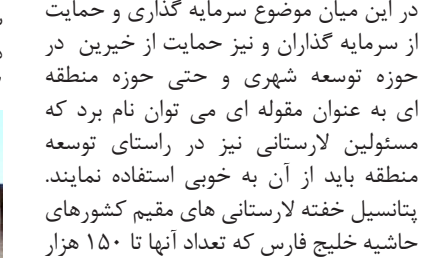 در این میان موضوع سرمایه گذاری و حمایت
از سرمایه گذاران و نیز حمایت از خیرین در
حوزه توسعه شهری و حتی حوزه منطقه
ای به عنوان مقوله ای می توان نام برد که
مسئولین لارستانی نیز در راستای توسعه
منطقه باید از آن به خوبی استفاده نمایند.
پتانسیل خفته لارستانی های مقیم کشورهای
حاشیه خلیج فارس که تعداد آنها تا ۱۵۰ هزار